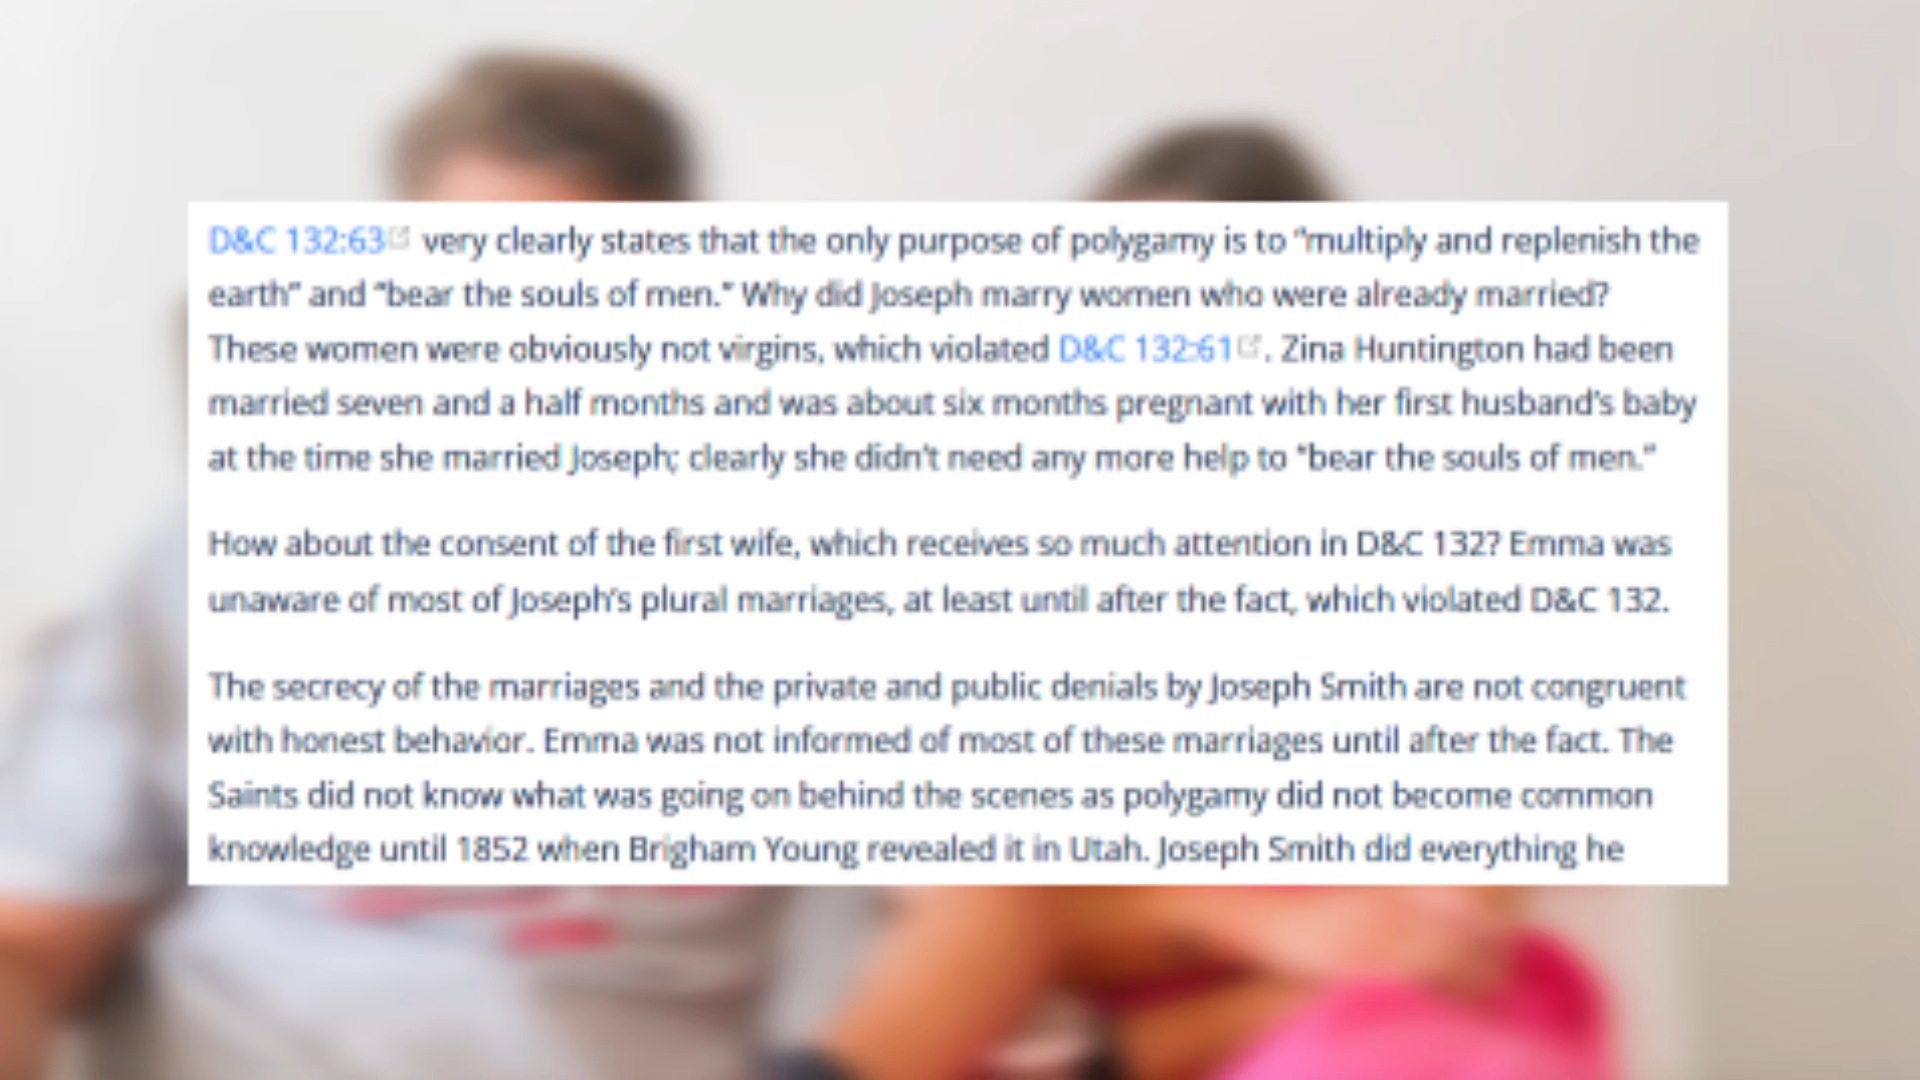 D&C 132:63 very clearly states that the only purpose of polygamy is to “multiply and replenish the
earth” and “bear the souls of men.” Why did Joseph marry women who were already married?
These women were obviously not virgins, which violated D&C 132:61. Zina Huntington had been
married seven and a half months and was about six months pregnant with her first husband’s baby
at the time she married Joseph; clearly she didn’t need any more help to “bear the souls of men.”
How about the consent of the first wife, which receives so much attention in D&C 132? Emma was
unaware of most of Joseph’s plural marriages, at least until after the fact, which violated D&C 132.
The secrecy of the marriages and the private and public denials by Joseph Smith are not congruent
with honest behavior. Emma was not informed of most of these marriages until after the fact. The
Saints did not know what was going on behind the scenes as polygamy did not become common
knowledge until 1852 when Brigham Young revealed it in Utah. Joseph Smith did everything he